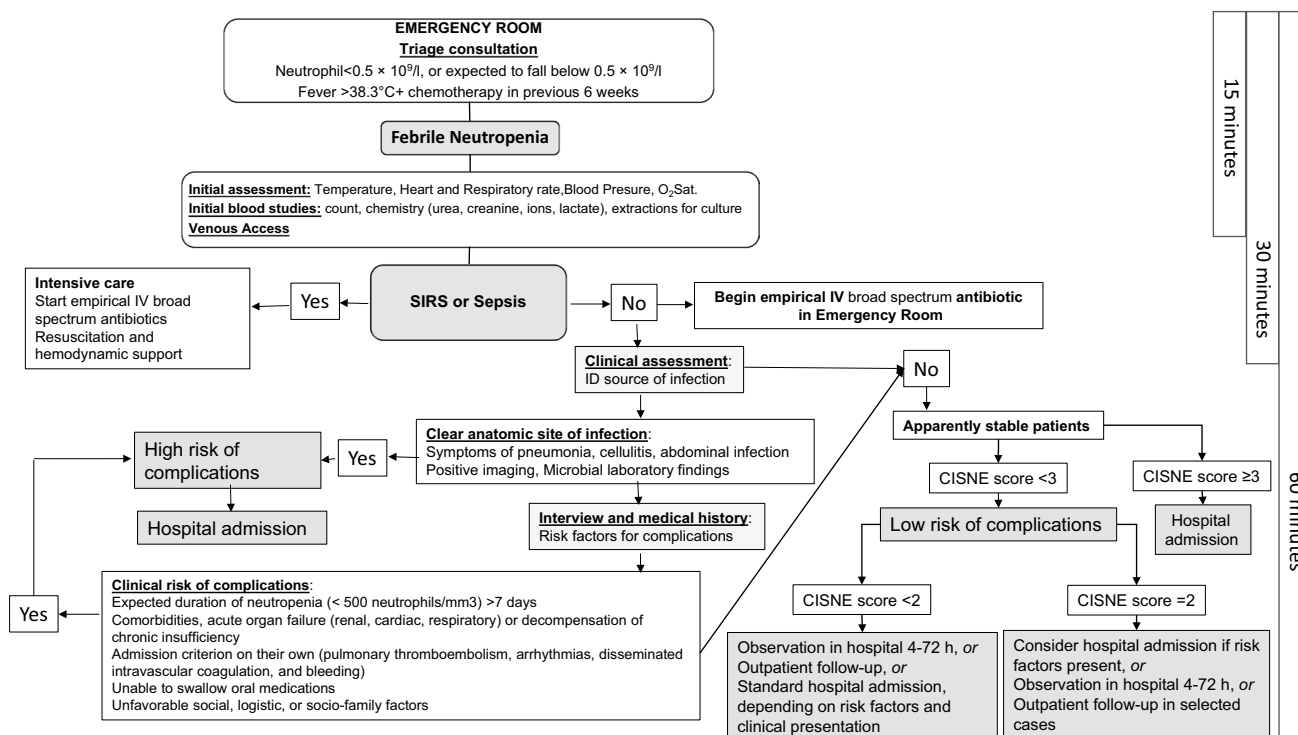 EMERGENCY ROOM
Triage consultation
Neutrophil<0.5 × 10⁹/l, or expected to fall below 0.5 × 10⁹/l
Fever >38.3°C+ chemotherapy in previous 6 weeks
Febrile Neutropenia
Initial assessment: Temperature, Heart and Respiratory rate,Blood Presure, O₂Sat.
Initial blood studies: count, chemistry (urea, creanine, ions, lactate), extractions for culture
Venous Access
15 minutes
30 minutes
60 minutes
SIRS or Sepsis
Yes
Intensive care
Start empirical IV broad
spectrum antibiotics
Resuscitation and
hemodynamic support
No
Begin empirical IV broad spectrum antibiotic
in Emergency Room
Clinical assessment:
ID source of infection
No
Clear anatomic site of infection:
Symptoms of pneumonia, cellulitis, abdominal infection
Positive imaging, Microbial laboratory findings
Yes
High risk of
complications
Hospital admission
Interview and medical history:
Risk factors for complications
Clinical risk of complications:
Expected duration of neutropenia (< 500 neutrophils/mm3) >7 days
Comorbidities, acute organ failure (renal, cardiac, respiratory) or decompensation of
chronic insufficiency
Admission criterion on their own (pulmonary thromboembolism, arrhythmias, disseminated
intravascular coagulation, and bleeding)
Unable to swallow oral medications
Unfavorable social, logistic, or socio-family factors
Yes
Apparently stable patients
CISNE score <3
CISNE score ≥3
Low risk of complications
Hospital
admission
CISNE score <2
CISNE score =2
Observation in hospital 4-72 h, or
Outpatient follow-up, or
Standard hospital admission,
depending on risk factors and
clinical presentation
Consider hospital admission if risk
factors present, or
Observation in hospital 4-72 h, or
Outpatient follow-up in selected
cases